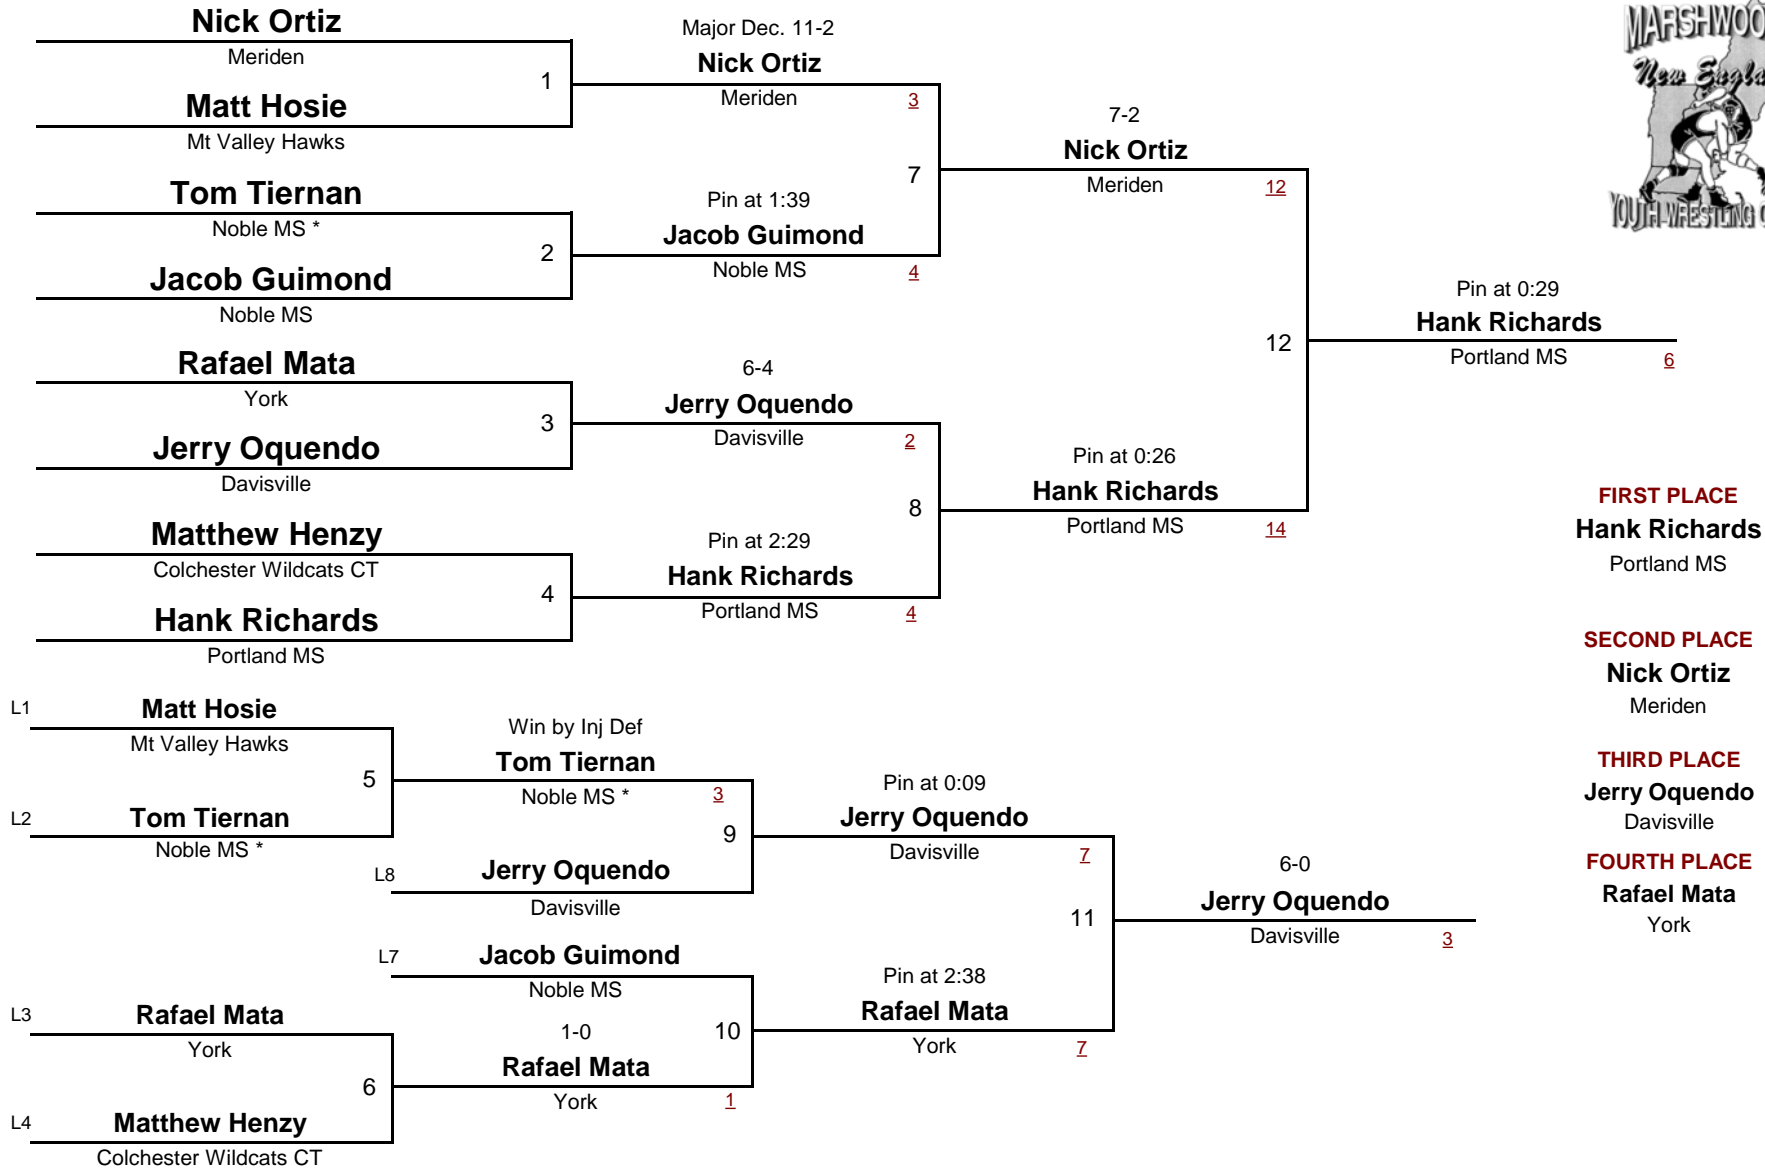 Nick Ortiz
Meriden
1
Matt Hosie
Mt Valley Hawks
Tom Tiernan
Noble MS *
2
Jacob Guimond
Noble MS
Rafael Mata
York
3
Jerry Oquendo
Davisville
Matthew Henzy
Colchester Wildcats CT
4
Hank Richards
Portland MS
Major Dec. 11-2
Nick Ortiz
Meriden
3
7
Pin at 1:39
Jacob Guimond
Noble MS
4
6-4
Jerry Oquendo
Davisville
2
8
Pin at 2:29
Hank Richards
Portland MS
4
7-2
Nick Ortiz
Meriden
12
12
Pin at 0:26
Hank Richards
Portland MS
14
Pin at 0:29
Hank Richards
Portland MS
6
L1
Matt Hosie
Mt Valley Hawks
5
L2
Tom Tiernan
Noble MS *
Win by Inj Def
Tom Tiernan
Noble MS *
3
9
L8
Jerry Oquendo
Davisville
L7
Jacob Guimond
Noble MS
10
L3
Rafael Mata
York
6
L4
Matthew Henzy
Colchester Wildcats CT
1-0
Rafael Mata
York
1
Pin at 0:09
Jerry Oquendo
Davisville
7
11
Pin at 2:38
Rafael Mata
York
7
6-0
Jerry Oquendo
Davisville
3
New
YOUTH WRESTLING
FIRST PLACE
Hank Richards
Portland MS
SECOND PLACE
Nick Ortiz
Meriden
THIRD PLACE
Jerry Oquendo
Davisville
FOURTH PLACE
Rafael Mata
York